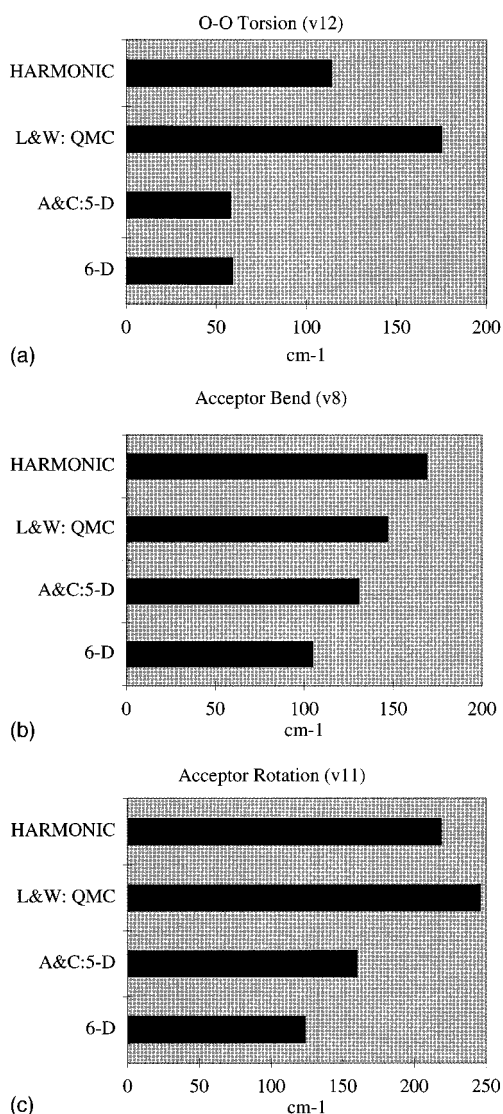 O-O Torsion (v12)
HARMONIC
L&W: QMC
A&C:5-D
6-D
0 50 100 150 200
cm-1
(a)
Acceptor Bend (v8)
HARMONIC
L&W: QMC
A&C:5-D
6-D
0 50 100 150 200
cm-1
(b)
Acceptor Rotation (v11)
HARMONIC
L&W: QMC
A&C:5-D
6-D
0 50 100 150 200 250
cm-1
(c)